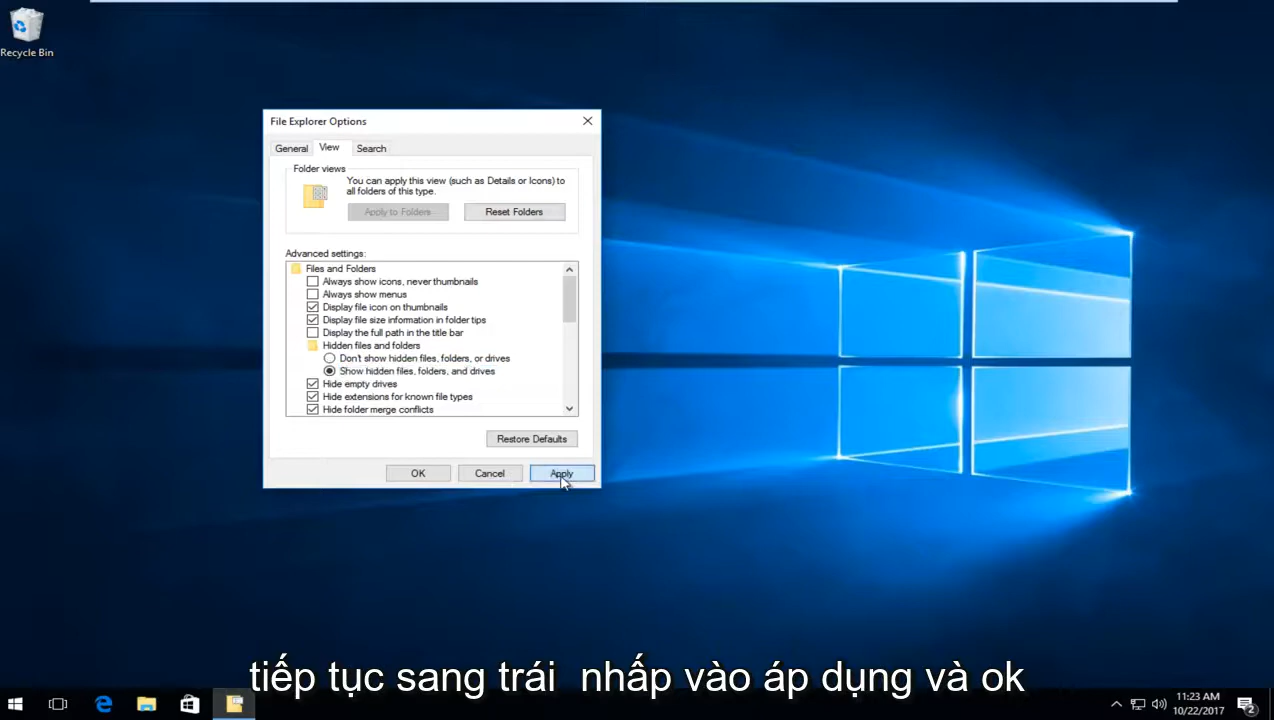 Recycle Bin
File Explorer Options
General
View
Search
Folder views
You can apply this view (such as Details or Icons) to
all folders of this type.
Apply to Folders
Reset Folders
Advanced settings:
Files and Folders
Always show icons, never thumbnails
Always show menus
Display file icon on thumbnails
Display file size information in folder tips
Display the full path in the title bar
Hidden files and folders
Don't show hidden files, folders, or drives
Show hidden files, folders, and drives
Hide empty drives
Hide extensions for known file types
Hide folder merge conflicts
Restore Defaults
OK
Cancel
Apply
tiếp tục sang trái nhấp vào áp dụng và ok
11:23 AM
10/22/2017
2